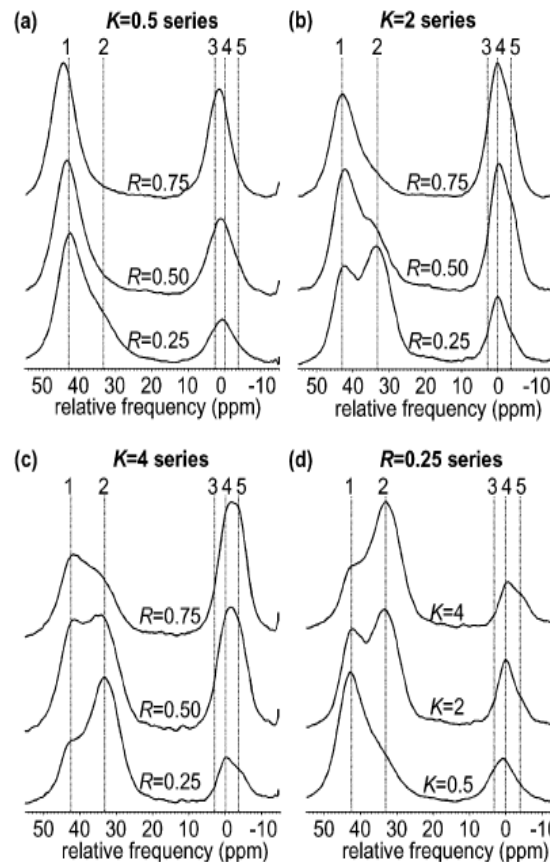 (a) K=0.5 series
1 2 3 4 5
R=0.75
R=0.50
R=0.25
50 40 30 20 10 0 -10
relative frequency (ppm)
(b) K=2 series
1 2 3 4 5
R=0.75
R=0.50
R=0.25
50 40 30 20 10 0 -10
relative frequency (ppm)
(c) K=4 series
1 2 3 4 5
R=0.75
R=0.50
R=0.25
50 40 30 20 10 0 -10
relative frequency (ppm)
(d) R=0.25 series
1 2 3 4 5
K=4
K=2
K=0.5
50 40 30 20 10 0 -10
relative frequency (ppm)